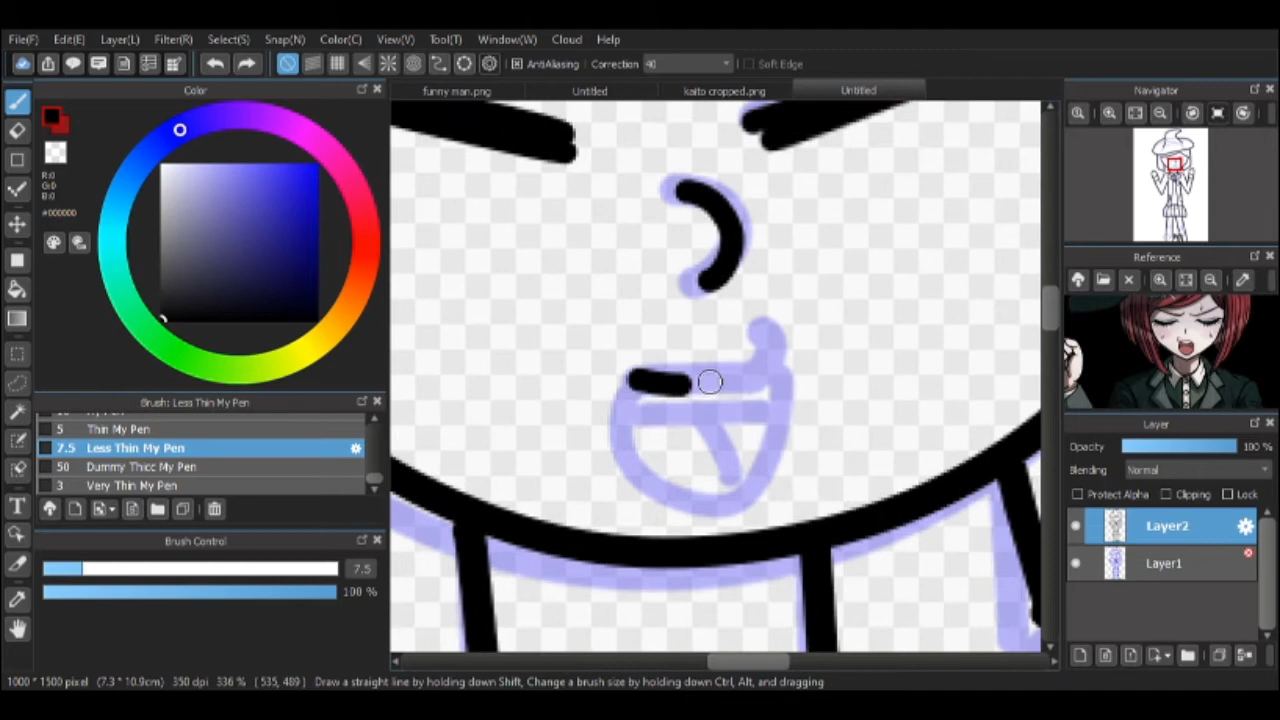 File(F) Edit(E) Layer(L) Filter(R) Select(S) Snap(N) Color(C) View(V) Tool(T) Window(W) Cloud Help
AntiAliasing Correction 40 Soft Edge
Color
funny man.png Untitled kaito cropped.png Untitled
Navigator
R:0
G:0
B:0
#000000
Reference
Brush: Less Thin My Pen
5 Thin My Pen
7.5 Less Thin My Pen
50 Dummy Thicc My Pen
3 Very Thin My Pen
Layer
Opacity 100 %
Blending Normal
Protect Alpha Clipping Lock
Layer2
Layer1
Brush Control
7.5
100 %
1000 * 1500 pixel (7.3 * 10.9cm) 350 dpi 336 % ( 535, 489 ) Draw a straight line by holding down Shift, Change a brush size by holding down Ctrl, Alt, and dragging